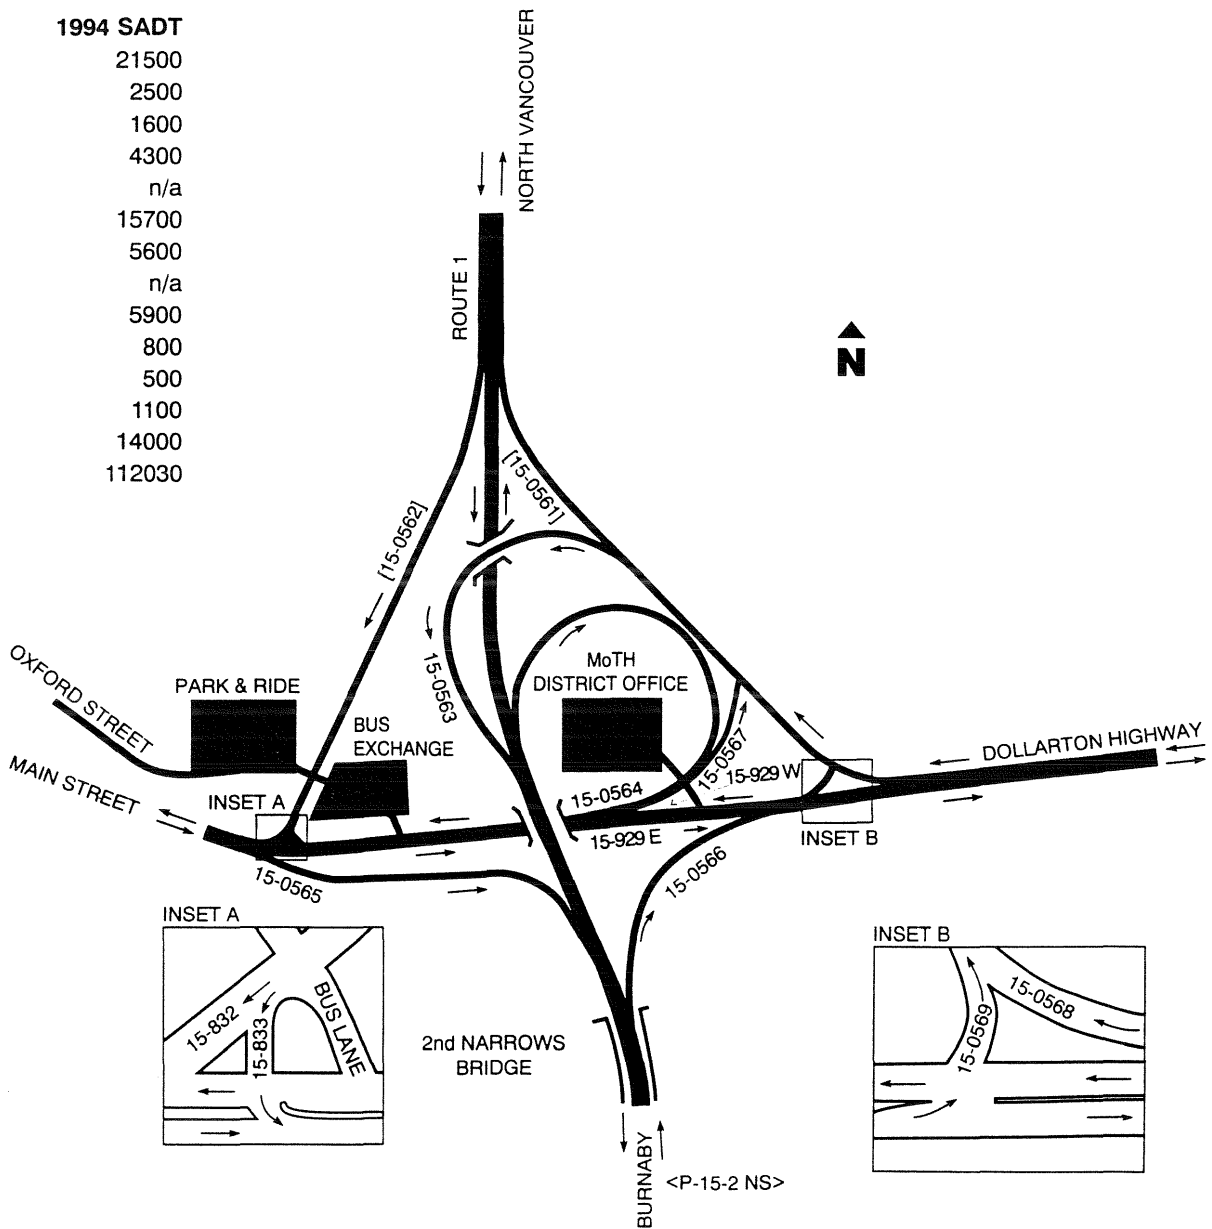 1994 SADT
21500
2500
1600
4300
n/a
15700
5600
n/a
5900
800
500
1100
14000
112030
NORTH VANCOUVER
ROUTE 1
N
[15-0561]
[15-0562]
15-0563
MoTH
DISTRICT OFFICE
OXFORD STREET
PARK & RIDE
BUS
EXCHANGE
MAIN STREET
INSET A
15-0564
15-0567
15-929 W
DOLLARTON HIGHWAY
15-929 E
INSET B
15-0565
15-0566
INSET A
15-832
15-833
BUS LANE
2nd NARROWS
BRIDGE
INSET B
15-0568
15-0569
BURNABY
<P-15-2 NS>